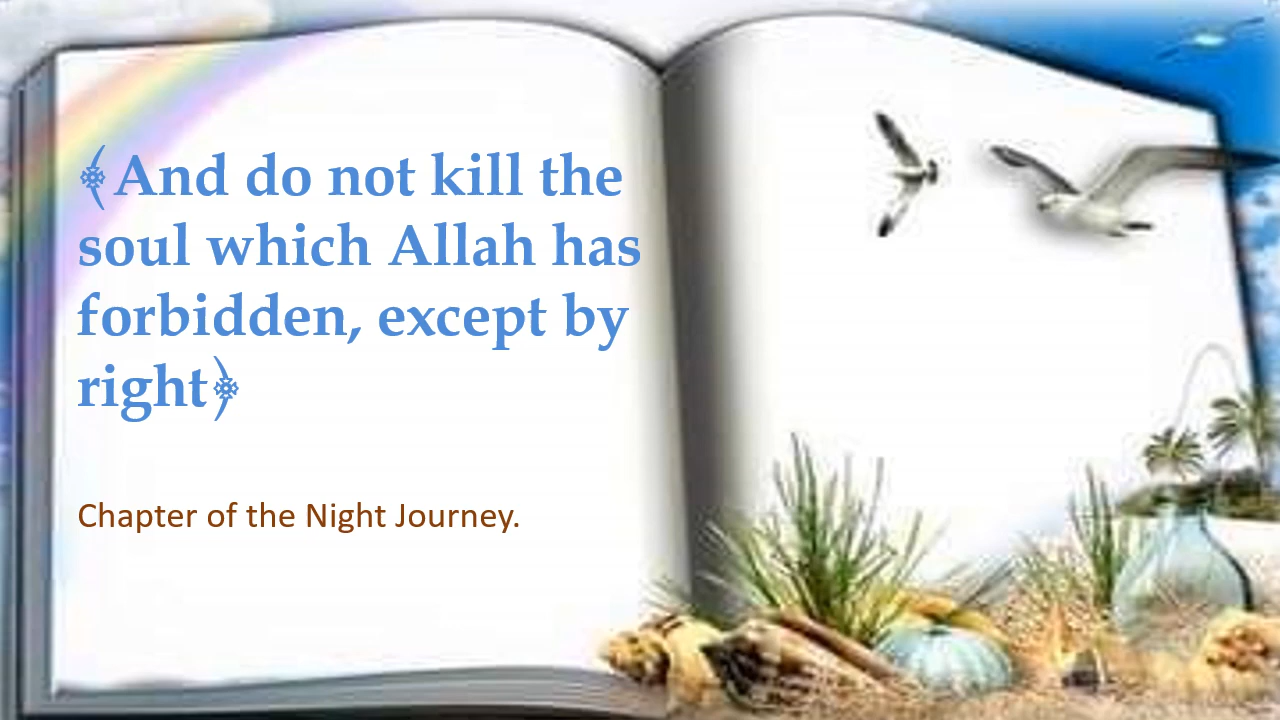 ﴿And do not kill the
soul which Allah has
forbidden, except by
right﴾
Chapter of the Night Journey.